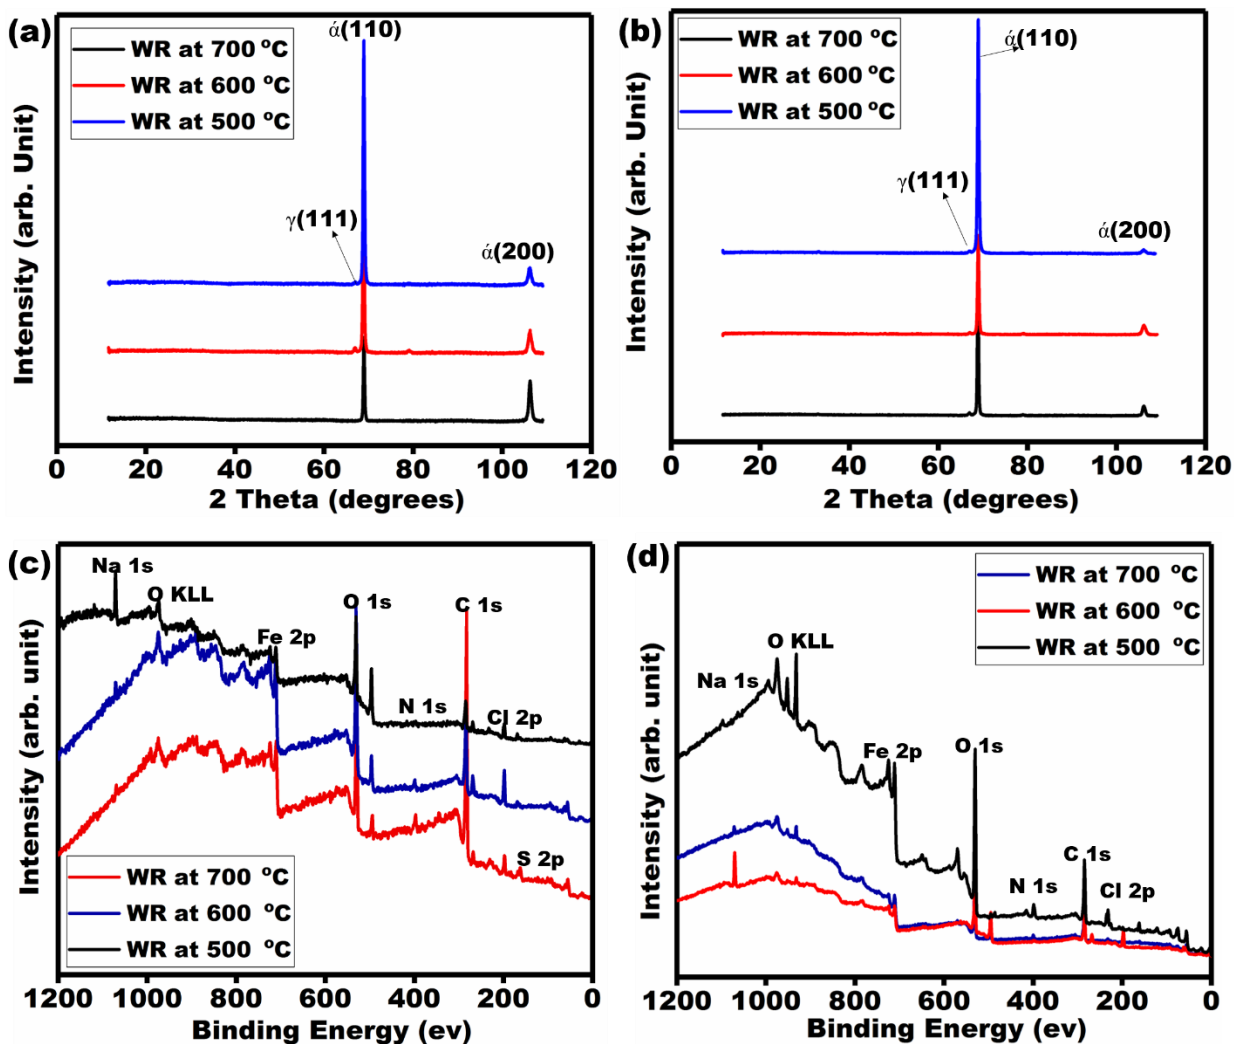 (a)
WR at 700 °C
WR at 600 °C
WR at 500 °C
ά(110)
γ(111)
ά(200)
Intensity (arb. Unit)
0 20 40 60 80 100 120
2 Theta (degrees)
(b)
WR at 700 °C
WR at 600 °C
WR at 500 °C
ά(110)
γ(111)
ά(200)
Intensity (arb. Unit)
0 20 40 60 80 100 120
2 Theta (degrees)
(c)
Na 1s
O KLL
Fe 2p
O 1s
C 1s
N 1s
Cl 2p
S 2p
WR at 700 °C
WR at 600 °C
WR at 500 °C
Intensity (arb. unit)
1200 1000 800 600 400 200 0
Binding Energy (ev)
(d)
WR at 700 °C
WR at 600 °C
WR at 500 °C
O KLL
Na 1s
Fe 2p
O 1s
C 1s
N 1s
Cl 2p
Intensity (arb. unit)
1200 1000 800 600 400 200 0
Binding Energy (ev)